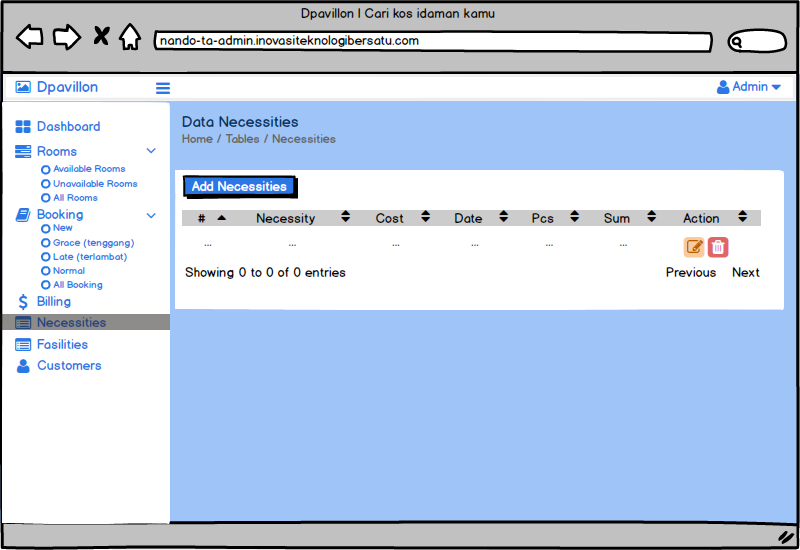 Dpavillon | Cari kos idaman kamu
nando-ta-admin.inovasiteknologibersatu.com
Dpavillon
Admin
Dashboard
Rooms
Available Rooms
Unavailable Rooms
All Rooms
Booking
New
Grace (tenggang)
Late (terlambat)
Normal
All Booking
Billing
Necessities
Fasilities
Customers
Data Necessities
Home / Tables / Necessities
Add Necessities
# Necessity Cost Date Pcs Sum Action
... ... ... ... ... ...
Showing 0 to 0 of 0 entries
Previous Next